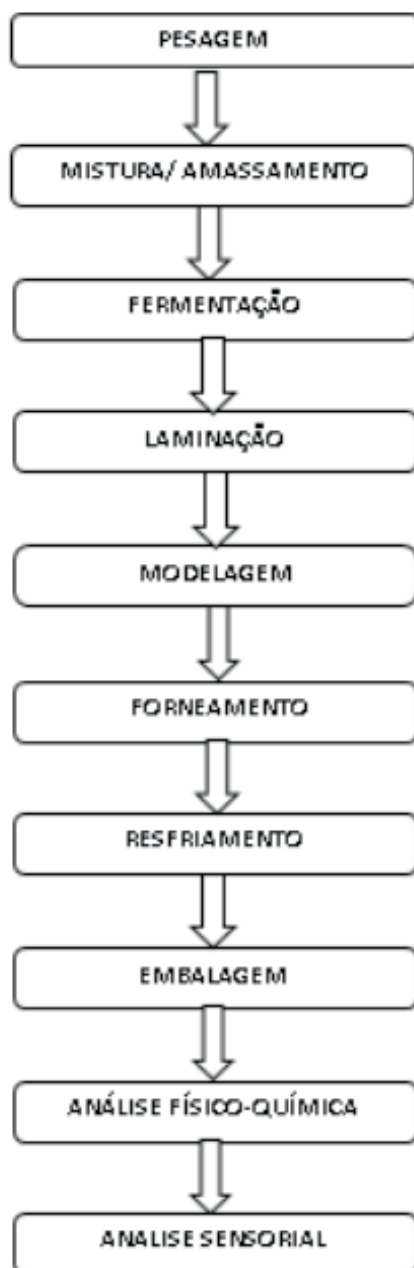 PESAGEM
MISTURA/ AMASSAMENTO
FERMENTAÇÃO
LAMINAÇÃO
MODELAGEM
FORNEAMENTO
RESFRIAMENTO
EMBALAGEM
ANÁLISE FÍSICO-QUÍMICA
ANALISE SENSORIAL